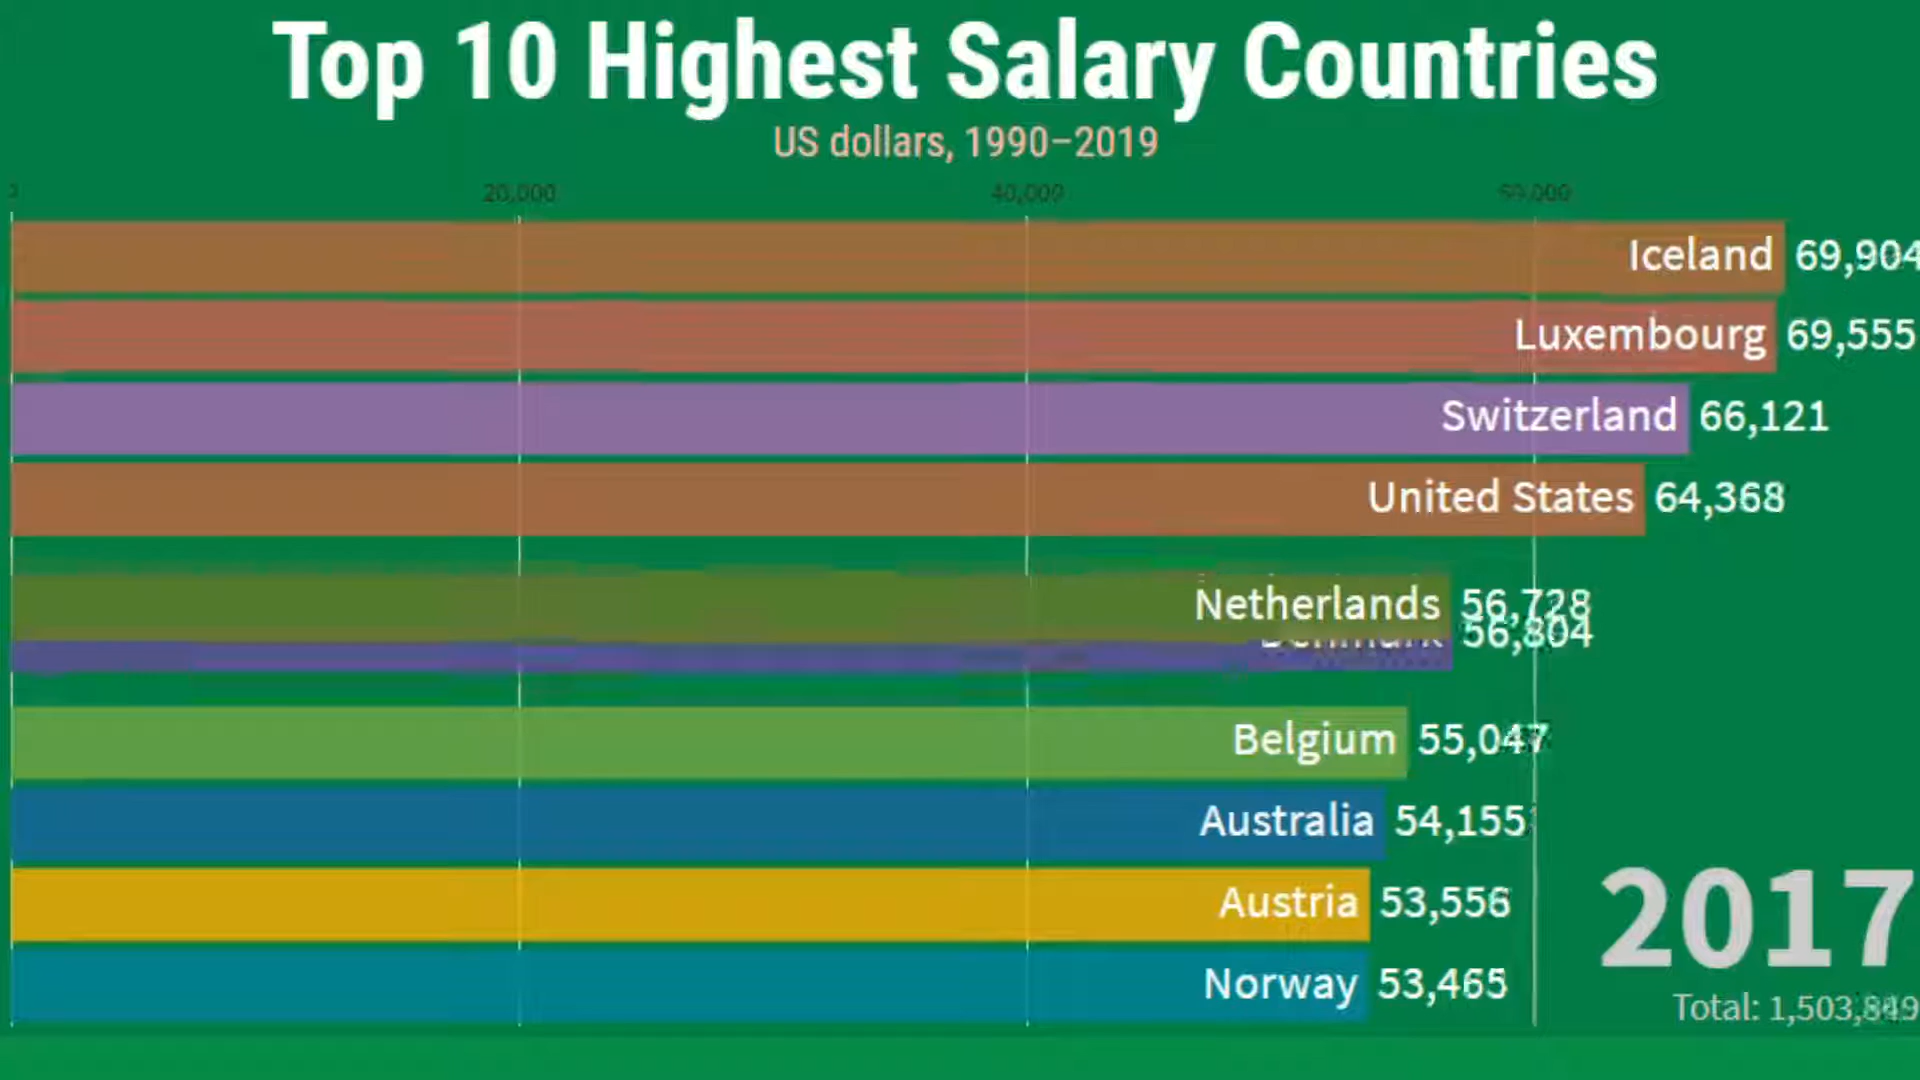 Top 10 Highest Salary Countries
US dollars, 1990–2019
20,000
Iceland 69,904
Luxembourg 69,555
Switzerland 66,121
United States 64,368
Netherlands 56,728
Denmark 56,804
Belgium 55,047
Australia 54,155
Austria 53,556
Norway 53,465
2017
Total: